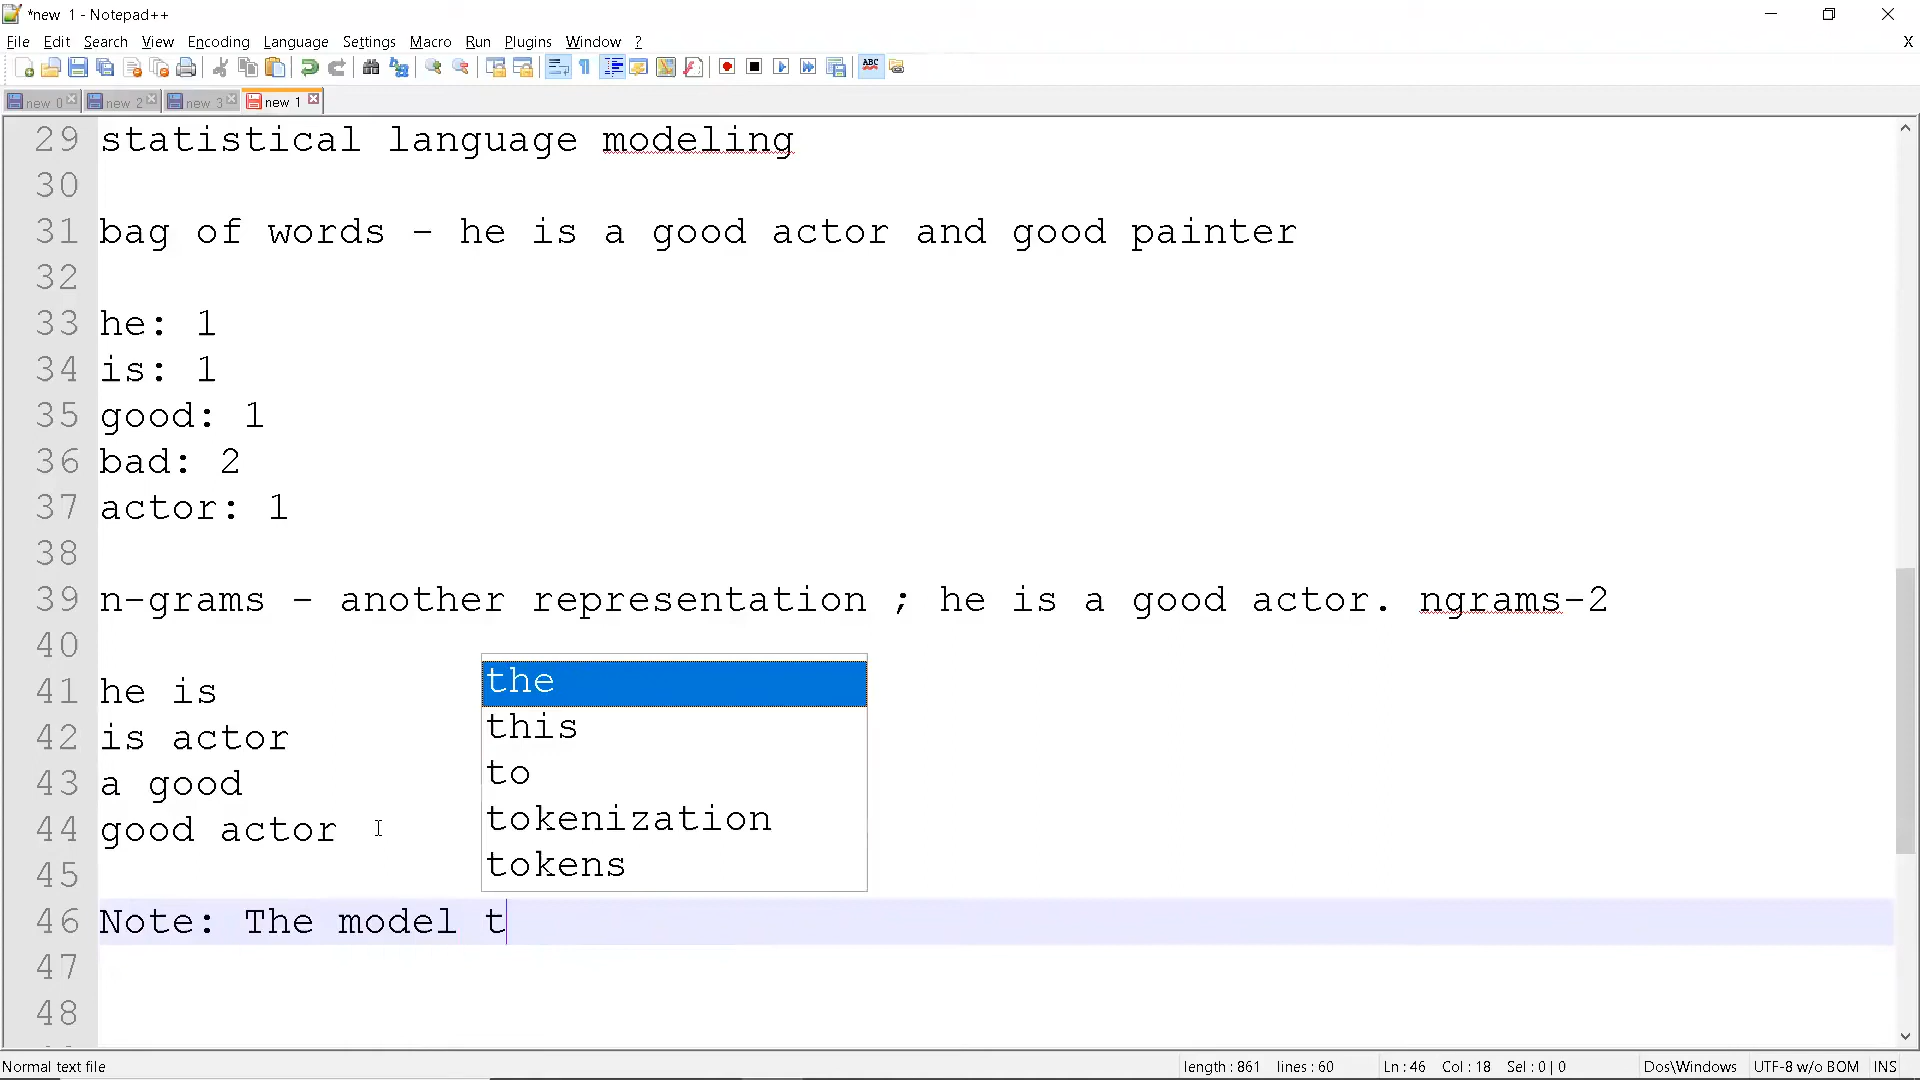 *new 1 - Notepad++
File Edit Search View Encoding Language Settings Macro Run Plugins Window ?
X
ABC
new 0 new 2 new 3 new 1
29 statistical language modeling
30
31 bag of words - he is a good actor and good painter
32
33 he: 1
34 is: 1
35 good: 1
36 bad: 2
37 actor: 1
38
39 n-grams - another representation ; he is a good actor. ngrams-2
40
41 he is
42 is actor
43 a good
44 good actor
45
46 Note: The model t
47
48
the
this
to
tokenization
tokens
Normal text file length : 861 lines : 60 Ln : 46 Col : 18 Sel : 0 | 0 Dos\Windows UTF-8 w/o BOM INS